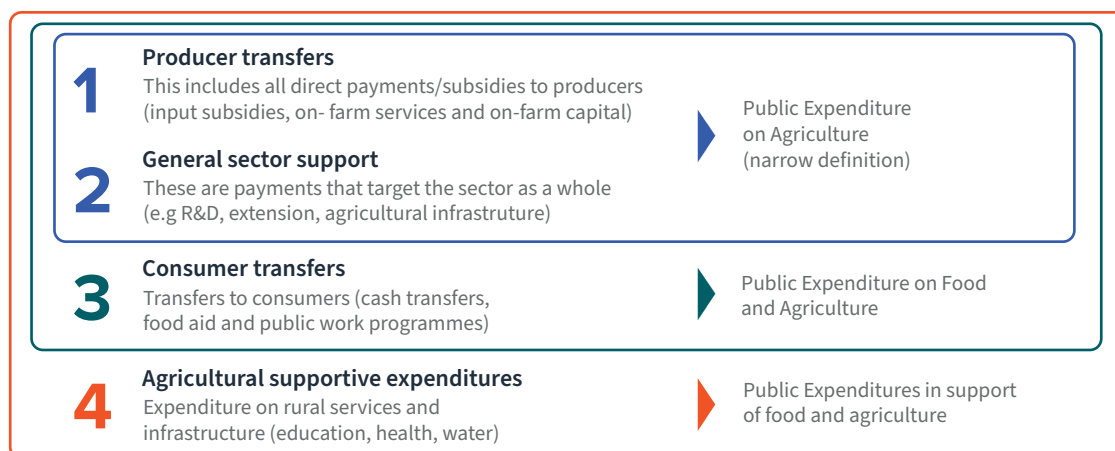 1
Producer transfers
This includes all direct payments/subsidies to producers
(input subsidies, on- farm services and on-farm capital)
2
General sector support
These are payments that target the sector as a whole
(e.g R&D, extension, agricultural infrastruture)
Public Expenditure
on Agriculture
(narrow definition)
3
Consumer transfers
Transfers to consumers (cash transfers,
food aid and public work programmes)
Public Expenditure on Food
and Agriculture
4
Agricultural supportive expenditures
Expenditure on rural services and
infrastructure (education, health, water)
Public Expenditures in support
of food and agriculture